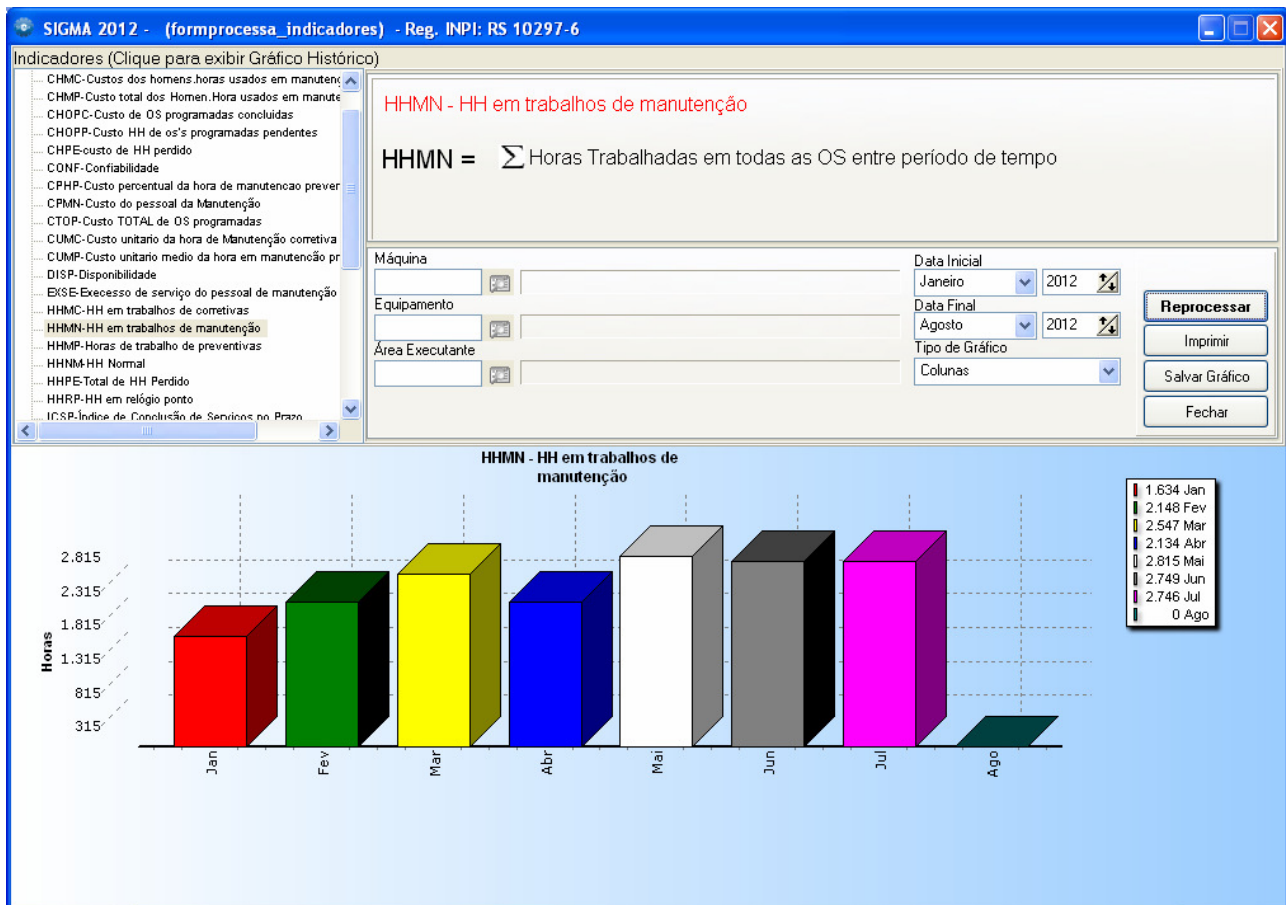 SIGMA 2012 -   (formprocessa_indicadores)  - Reg. INPI: RS 10297-6
Indicadores (Clique para exibir Gráfico Histórico)
CHMC-Custos dos homens.horas usados em manutenç
CHMP-Custo total dos Homen.Hora usados em manute
CHOPC-Custo de OS programadas concluidas
CHOPP-Custo HH de os's programadas pendentes
CHPE-custo de HH perdido
CONF-Confiabilidade
CPHP-Custo percentual da hora de manutencao prever
CPMN-Custo do pessoal da Manutenção
CTOP-Custo TOTAL de OS programadas
CUMC-Custo unitario da hora de Manutenção corretiva
CUMP-Custo unitario medio da hora em manutencão pr
DISP-Disponibilidade
EXSE-Execesso de serviço do pessoal de manutenção
HHMC-HH em trabalhos de corretivas
HHMN-HH em trabalhos de manutenção
HHMP-Horas de trabalho de preventivas
HHNM-HH Normal
HHPE-Total de HH Perdido
HHRP-HH em relógio ponto
ICSP-Índice de Conclusão de Serviços no Prazo
HHMN - HH em trabalhos de manutenção
HHMN = ∑ Horas Trabalhadas em todas as OS entre período de tempo
Máquina
Equipamento
Área Executante
Data Inicial
Janeiro 2012
Data Final
Agosto 2012
Tipo de Gráfico
Colunas
Reprocessar
Imprimir
Salvar Gráfico
Fechar
HHMN - HH em trabalhos de
manutenção
Horas
2.815
2.315
1.815
1.315
815
315
Jan
Fev
Mar
Abr
Mai
Jun
Jul
Ago
1.634 Jan
2.148 Fev
2.547 Mar
2.134 Abr
2.815 Mai
2.749 Jun
2.746 Jul
0 Ago